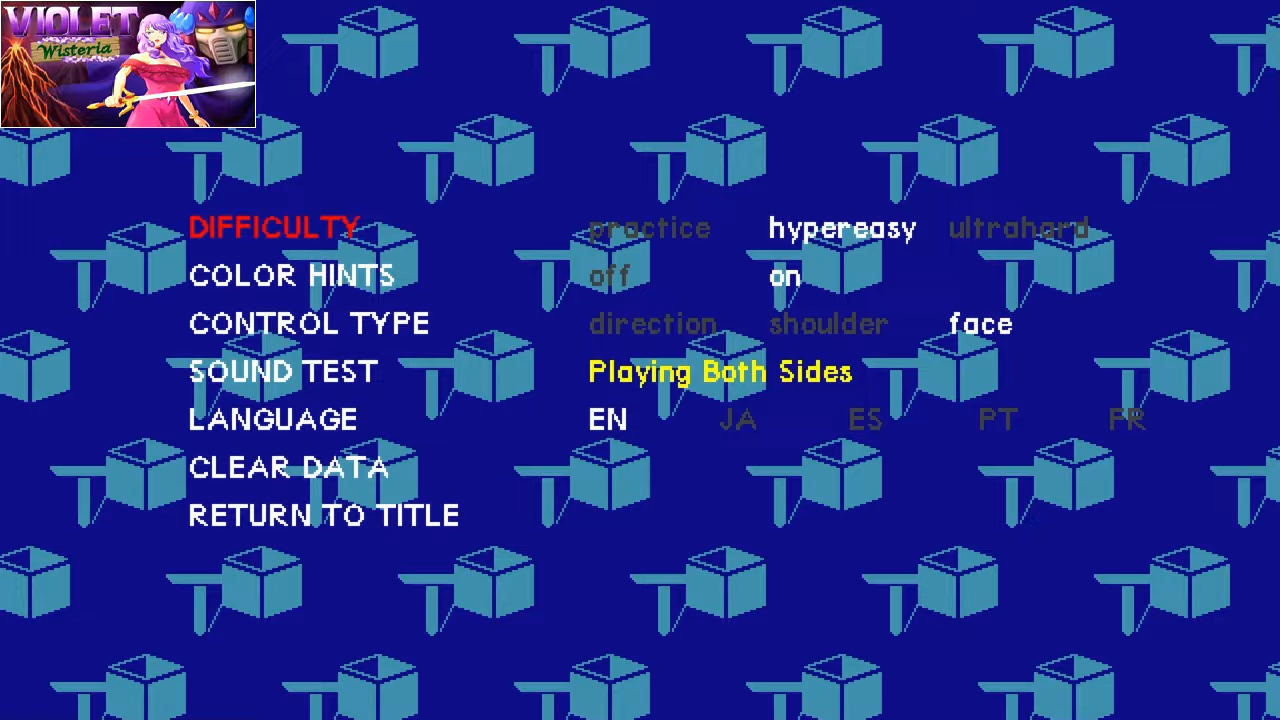 VIOLET
Wisteria
DIFFICULTY practice hypereasy ultrahard
COLOR HINTS off on
CONTROL TYPE direction shoulder face
SOUND TEST Playing Both Sides
LANGUAGE EN JA ES PT FR
CLEAR DATA
RETURN TO TITLE